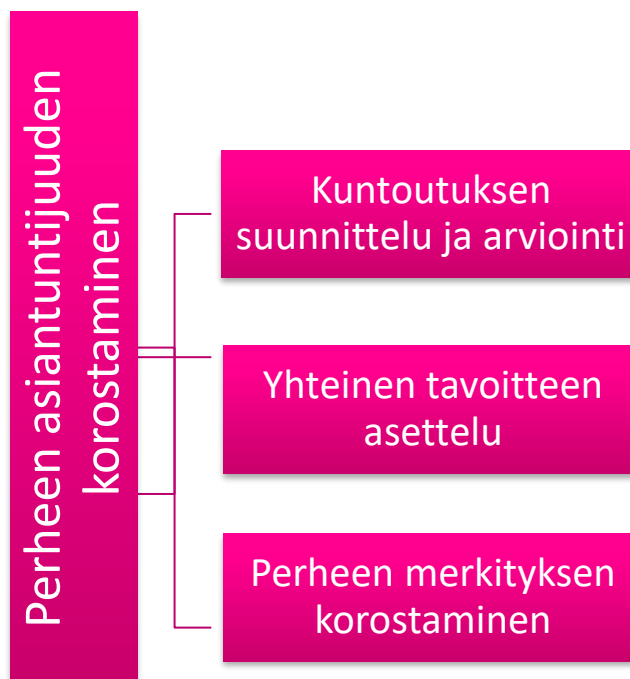 Perheen asiantuntijuuden
korostaminen
Kuntoutuksen
suunnittelu ja arviointi
Yhteinen tavoitteen
asettelu
Perheen merkityksen
korostaminen